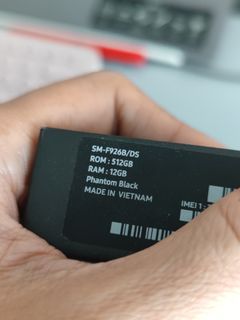 SM-F926B/DS
ROM : 512GB
RAM : 12GB
Phantom Black
MADE IN VIETNAM
IMEI 1 :